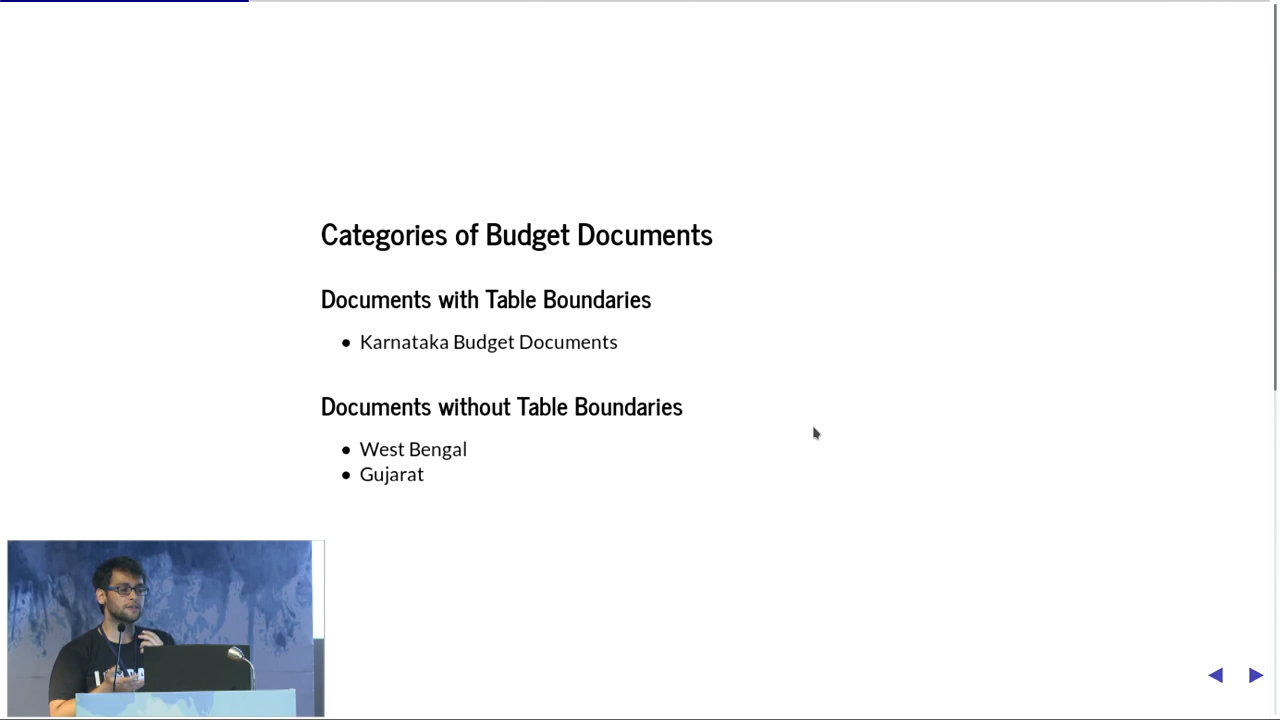 Categories of Budget Documents
Documents with Table Boundaries
• Karnataka Budget Documents
Documents without Table Boundaries
• West Bengal
• Gujarat